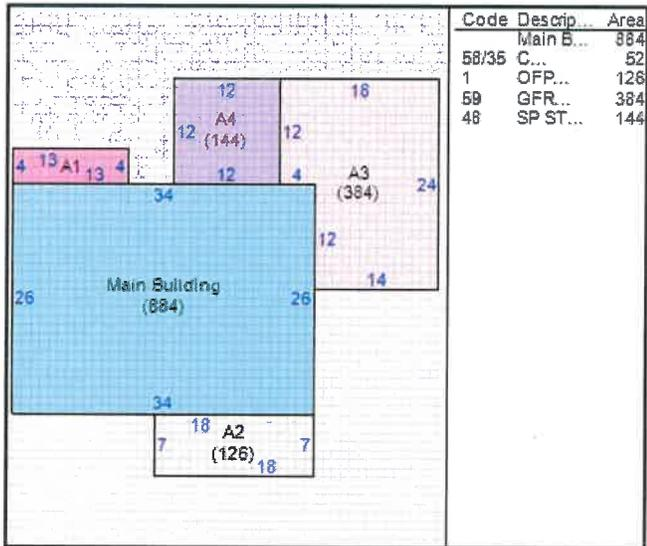 Code Descrip... Area
Main B... 884
58/35 C... 52
1 OFP... 126
59 GFR... 384
46 SP ST... 144
12 18
A4
12 (144) 12
4 13 A1 13 4
12 4
A3
(384)
24
34
12
14
Main Building
(884)
26 26
34
18
A2
7 (126) 7
18